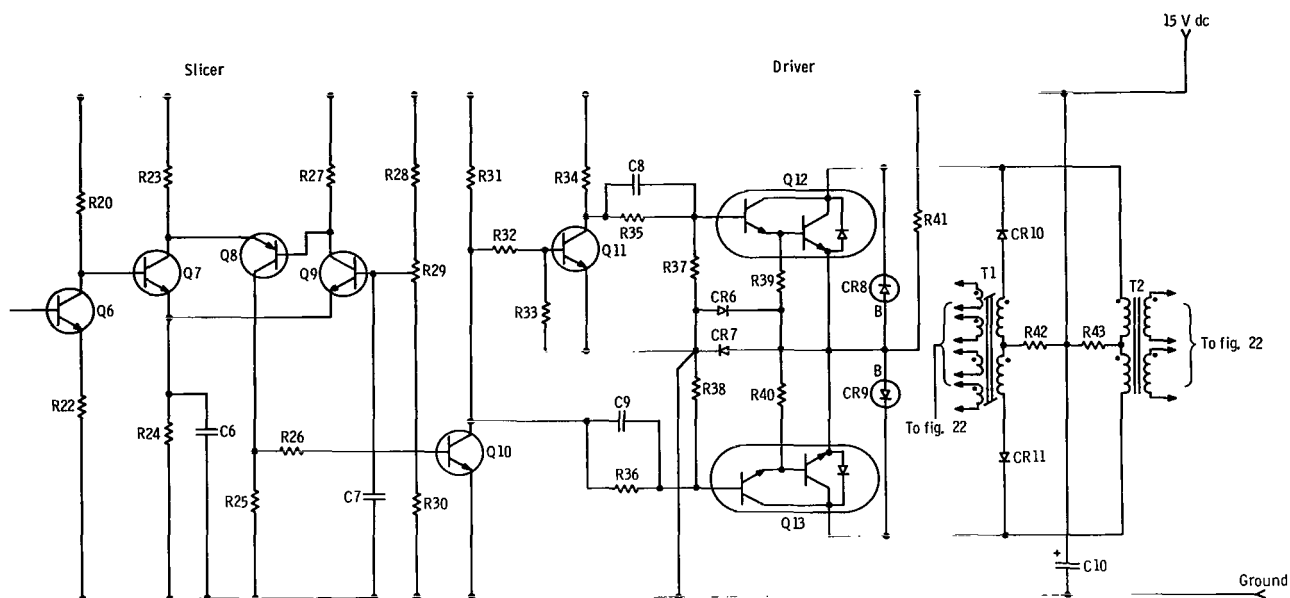 15 V dc
Slicer
Driver
R20
R23
R27
R28
R31
R34
C8
R35
Q12
R41
CR10
Q8
Q7
Q9
R29
R32
Q11
R37
R39
CR8
B
T1
T2
Q6
R33
CR6
CR7
R42
R43
To fig. 22
R22
R24
C6
R26
Q10
C9
R38
R40
B
CR9
To fig. 22
CR11
R25
C7
R30
R36
Q13
+
C10
Ground